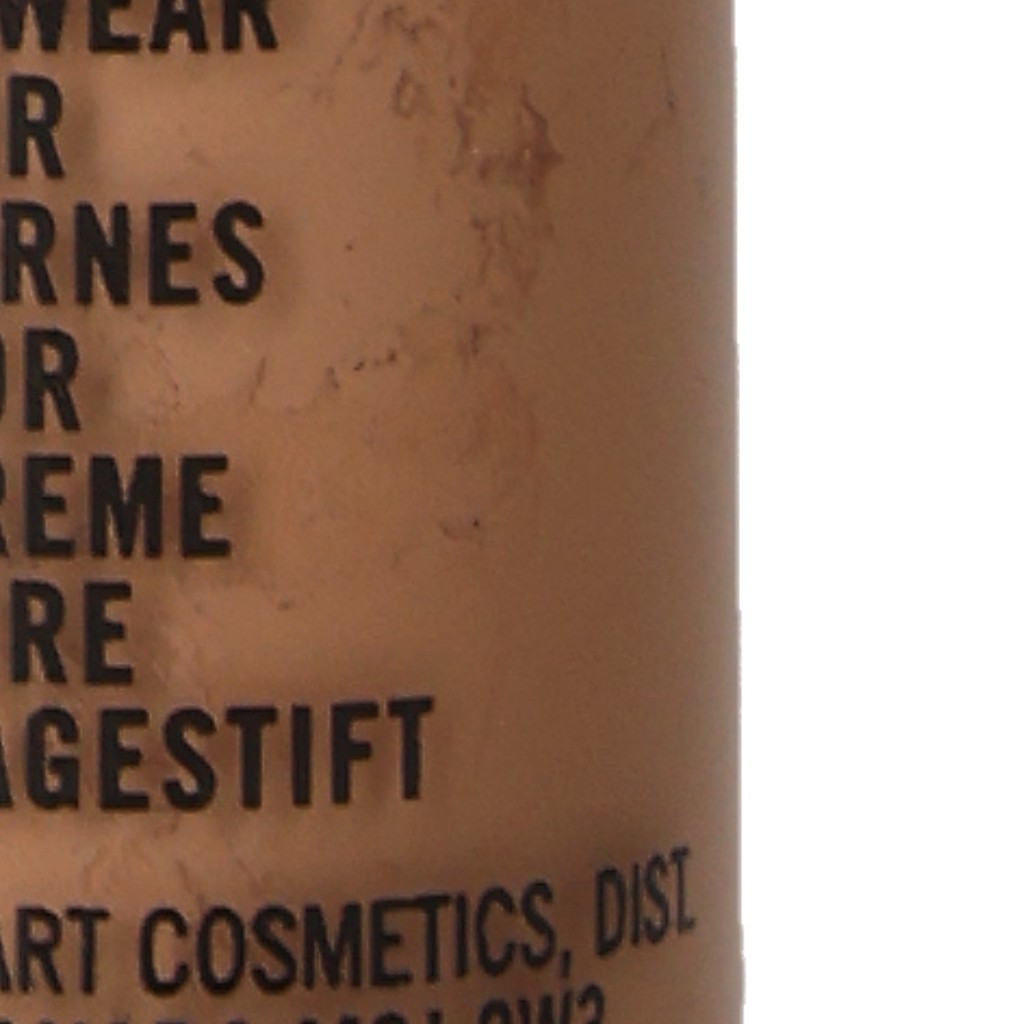 WEAR
R
RNES
OR
REME
RE
AGESTIFT
ART COSMETICS, DIST.